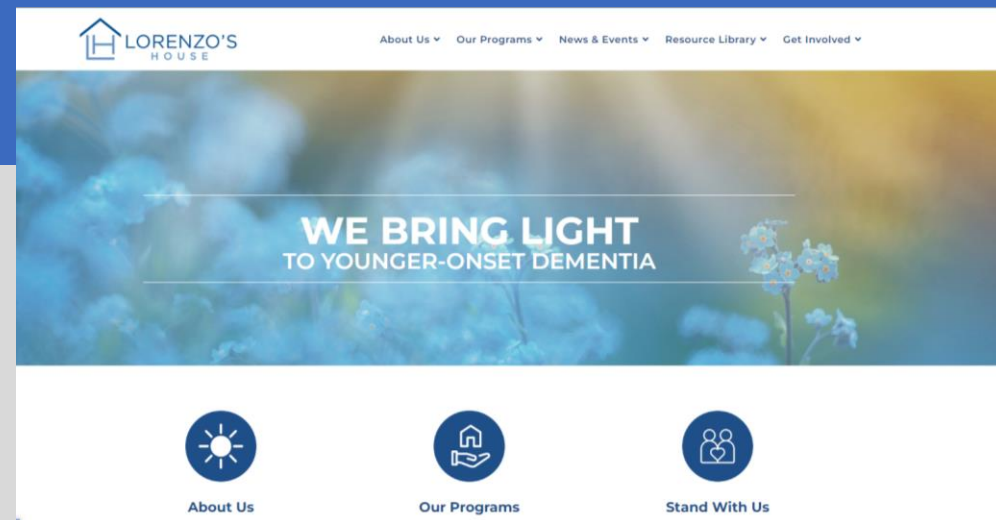 LORENZO'S
HOUSE
About Us Our Programs News & Events Resource Library Get Involved
WE BRING LIGHT
TO YOUNGER-ONSET DEMENTIA
About Us Our Programs Stand With Us